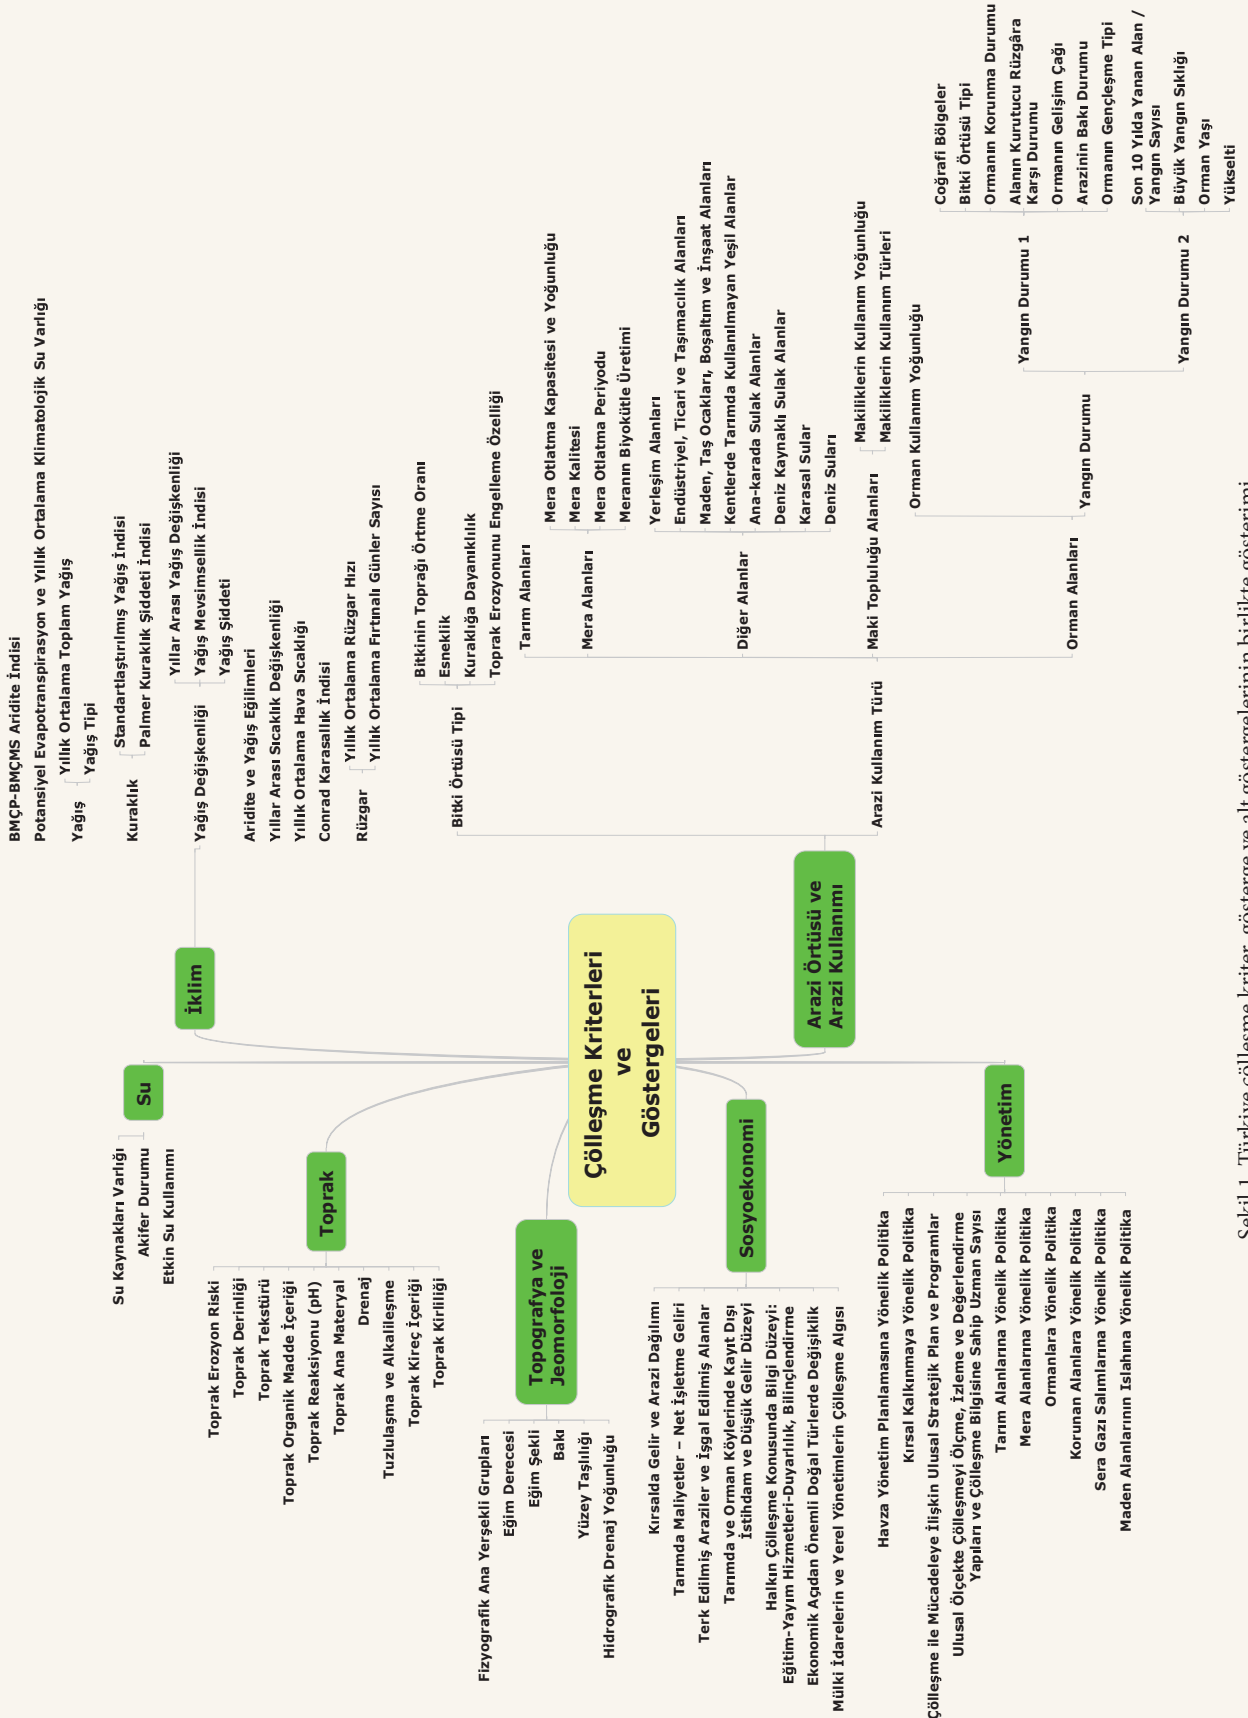 Çölleşme Kriterleri
ve
Göstergeleri
İklim
BMÇP-BMÇMS Aridite İndisi
Potansiyel Evapotranspirasyon ve Yıllık Ortalama Klimatolojik Su Varlığı
Yağış
Yıllık Ortalama Toplam Yağış
Yağış Tipi
Kuraklık
Standartlaştırılmış Yağış İndisi
Palmer Kuraklık Şiddeti İndisi
Yağış Değişkenliği
Yıllar Arası Yağış Değişkenliği
Yağış Mevsimsellik İndisi
Yağış Şiddeti
Aridite ve Yağış Eğilimleri
Yıllar Arası Sıcaklık Değişkenliği
Yıllık Ortalama Hava Sıcaklığı
Conrad Karasallık İndisi
Rüzgar
Yıllık Ortalama Rüzgar Hızı
Yıllık Ortalama Fırtınalı Günler Sayısı
Arazi Örtüsü ve
Arazi Kullanımı
Bitki Örtüsü Tipi
Bitkinin Toprağı Örtme Oranı
Esneklik
Kuraklığa Dayanıklılık
Toprak Erozyonunu Engelleme Özelliği
Arazi Kullanım Türü
Tarım Alanları
Mera Alanları
Mera Otlatma Kapasitesi ve Yoğunluğu
Mera Kalitesi
Mera Otlatma Periyodu
Meranın Biyokütle Üretimi
Diğer Alanlar
Yerleşim Alanları
Endüstriyel, Ticari ve Taşımacılık Alanları
Maden, Taş Ocakları, Boşaltım ve İnşaat Alanları
Kentlerde Tarımda Kullanılmayan Yeşil Alanlar
Ana-karada Sulak Alanlar
Deniz Kaynaklı Sulak Alanlar
Karasal Sular
Deniz Suları
Maki Topluluğu Alanları
Makiliklerin Kullanım Yoğunluğu
Makiliklerin Kullanım Türleri
Orman Alanları
Orman Kullanım Yoğunluğu
Yangın Durumu
Yangın Durumu 1
Coğrafi Bölgeler
Bitki Örtüsü Tipi
Ormanın Korunma Durumu
Alanın Kurutucu Rüzgâra
Karşı Durumu
Ormanın Gelişim Çağı
Arazinin Bakı Durumu
Ormanın Gençleşme Tipi
Yangın Durumu 2
Son 10 Yılda Yanan Alan /
Yangın Sayısı
Büyük Yangın Sıklığı
Orman Yaşı
Yükselti
Su
Su Kaynakları Varlığı
Akifer Durumu
Etkin Su Kullanımı
Toprak
Toprak Erozyon Riski
Toprak Derinliği
Toprak Tekstürü
Toprak Organik Madde İçeriği
Toprak Reaksiyonu (pH)
Toprak Ana Materyal
Drenaj
Tuzlulaşma ve Alkalileşme
Toprak Kireç İçeriği
Toprak Kirliliği
Topografya ve
Jeomorfoloji
Fizyografik Ana Yerşekli Grupları
Eğim Derecesi
Eğim Şekli
Bakı
Yüzey Taşlılığı
Hidrografik Drenaj Yoğunluğu
Sosyoekonomi
Kırsalda Gelir ve Arazi Dağılımı
Tarımda Maliyetler – Net İşletme Geliri
Terk Edilmiş Araziler ve İşgal Edilmiş Alanlar
Tarımda ve Orman Köylerinde Kayıt Dışı
İstihdam ve Düşük Gelir Düzeyi
Halkın Çölleşme Konusunda Bilgi Düzeyi:
Eğitim-Yayım Hizmetleri-Duyarlılık, Bilinçlendirme
Ekonomik Açıdan Önemli Doğal Türlerde Değişiklik
Mülki İdarelerin ve Yerel Yönetimlerin Çölleşme Algısı
Yönetim
Havza Yönetim Planlamasına Yönelik Politika
Kırsal Kalkınmaya Yönelik Politika
Çölleşme ile Mücadeleye İlişkin Ulusal Stratejik Plan ve Programlar
Ulusal Ölçekte Çölleşmeyi Ölçme, İzleme ve Değerlendirme
Yapıları ve Çölleşme Bilgisine Sahip Uzman Sayısı
Tarım Alanlarına Yönelik Politika
Mera Alanlarına Yönelik Politika
Ormanlara Yönelik Politika
Korunan Alanlara Yönelik Politika
Sera Gazı Salımlarına Yönelik Politika
Maden Alanlarının Islahına Yönelik Politika
Şekil 1. Türkiye çölleşme kriter, gösterge ve alt göstergelerinin birlikte gösterimi